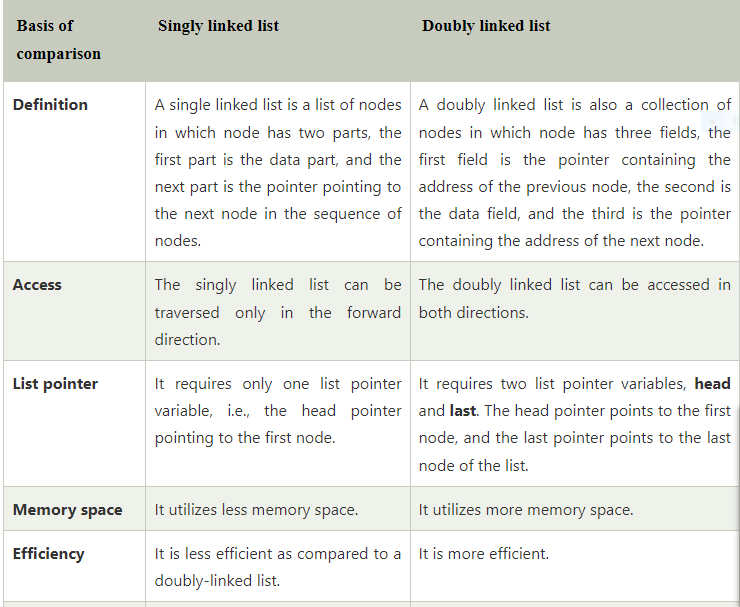 Basis of
comparison
Singly linked list
Doubly linked list
Definition
A single linked list is a list of nodes
in which node has two parts, the
first part is the data part, and the
next part is the pointer pointing to
the next node in the sequence of
nodes.
A doubly linked list is also a collection of
nodes in which node has three fields, the
first field is the pointer containing the
address of the previous node, the second is
the data field, and the third is the pointer
containing the address of the next node.
Access
The singly linked list can be
traversed only in the forward
direction.
The doubly linked list can be accessed in
both directions.
List pointer
It requires only one list pointer
variable, i.e., the head pointer
pointing to the first node.
It requires two list pointer variables, head
and last. The head pointer points to the first
node, and the last pointer points to the last
node of the list.
Memory space
It utilizes less memory space.
It utilizes more memory space.
Efficiency
It is less efficient as compared to a
doubly-linked list.
It is more efficient.